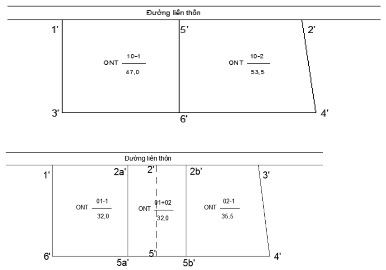 Đường liên thôn
1' 5' 2'
ONT 10-1 47,0
ONT 10-2 53,5
3' 6' 4'
Đường liên thôn
1' 2a' 2' 2b' 3'
ONT 01-1 32,0
ONT 01+02 32,0
ONT 02-1 35,5
6' 5a' 5' 5b' 4'